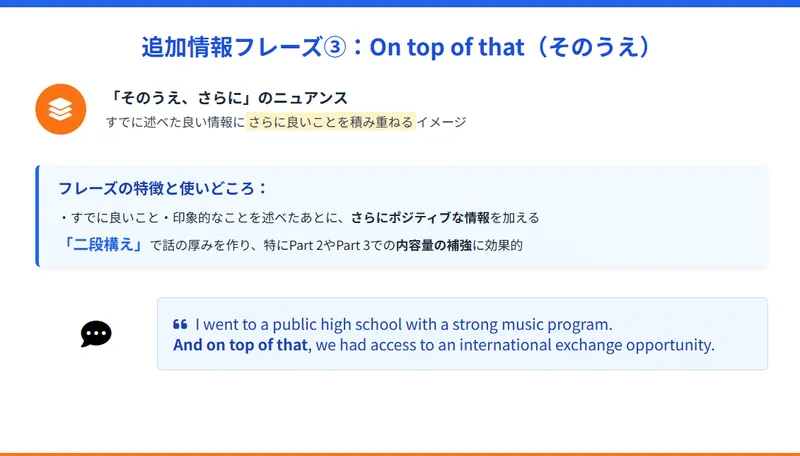 追加情報フレーズ③：On top of that（そのうえ）
「そのうえ、さらに」のニュアンス
すでに述べた良い情報にさらに良いことを積み重ねるイメージ
フレーズの特徴と使いどころ：
・すでに良いこと・印象的なことを述べたあとに、さらにポジティブな情報を加える
「二段構え」で話の厚みを作り、特にPart 2やPart 3での内容量の補強に効果的
❝ I went to a public high school with a strong music program.
And on top of that, we had access to an international exchange opportunity.